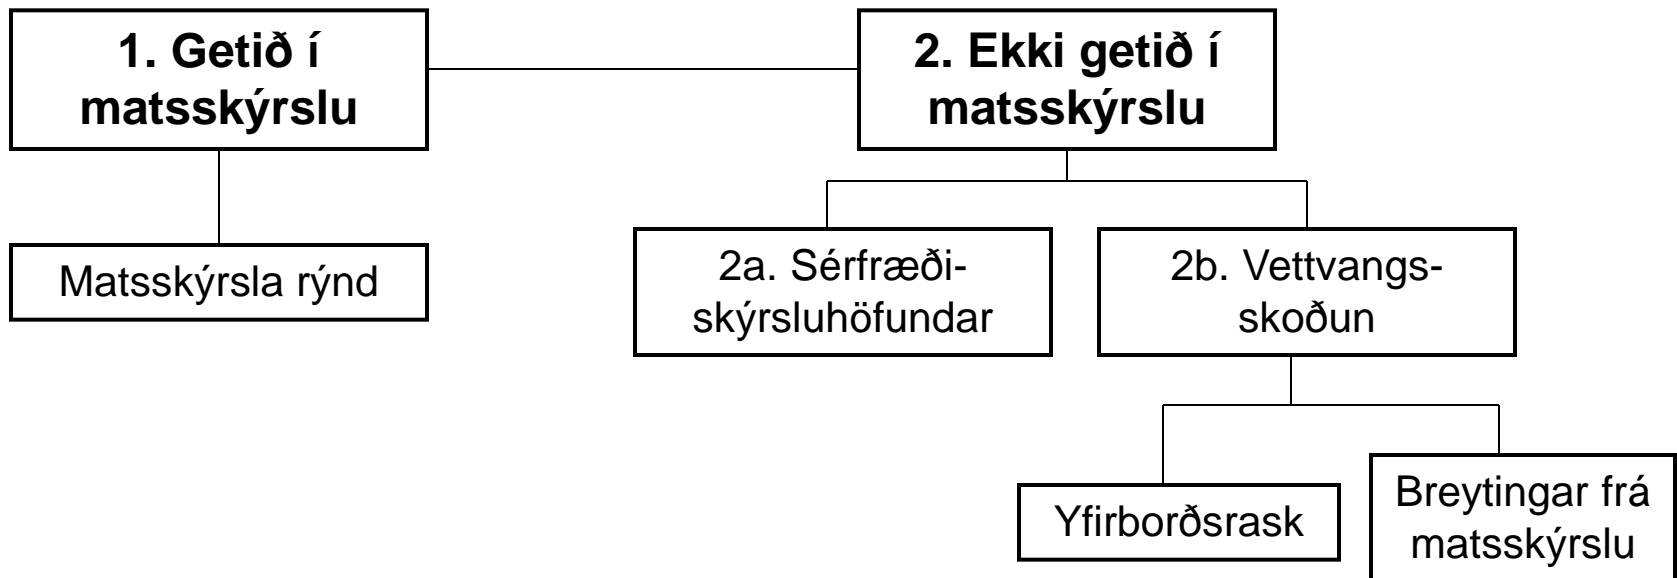 1. Getið í
matsskýrslu
2. Ekki getið í
matsskýrslu
Matsskýrsla rýnd
2a. Sérfræði-
skýrsluhöfundar
2b. Vettvangs-
skoðun
Yfirborðsrask
Breytingar frá
matsskýrslu